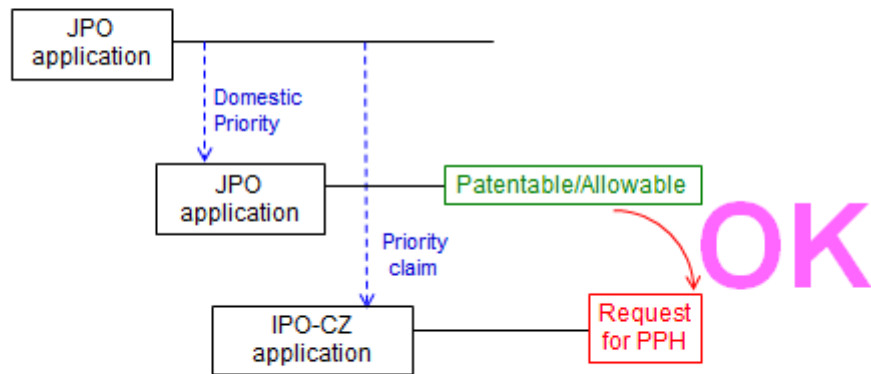 JPO
application
Domestic
Priority
JPO
application
Patentable/Allowable
OK
Priority
claim
IPO-CZ
application
Request
for PPH